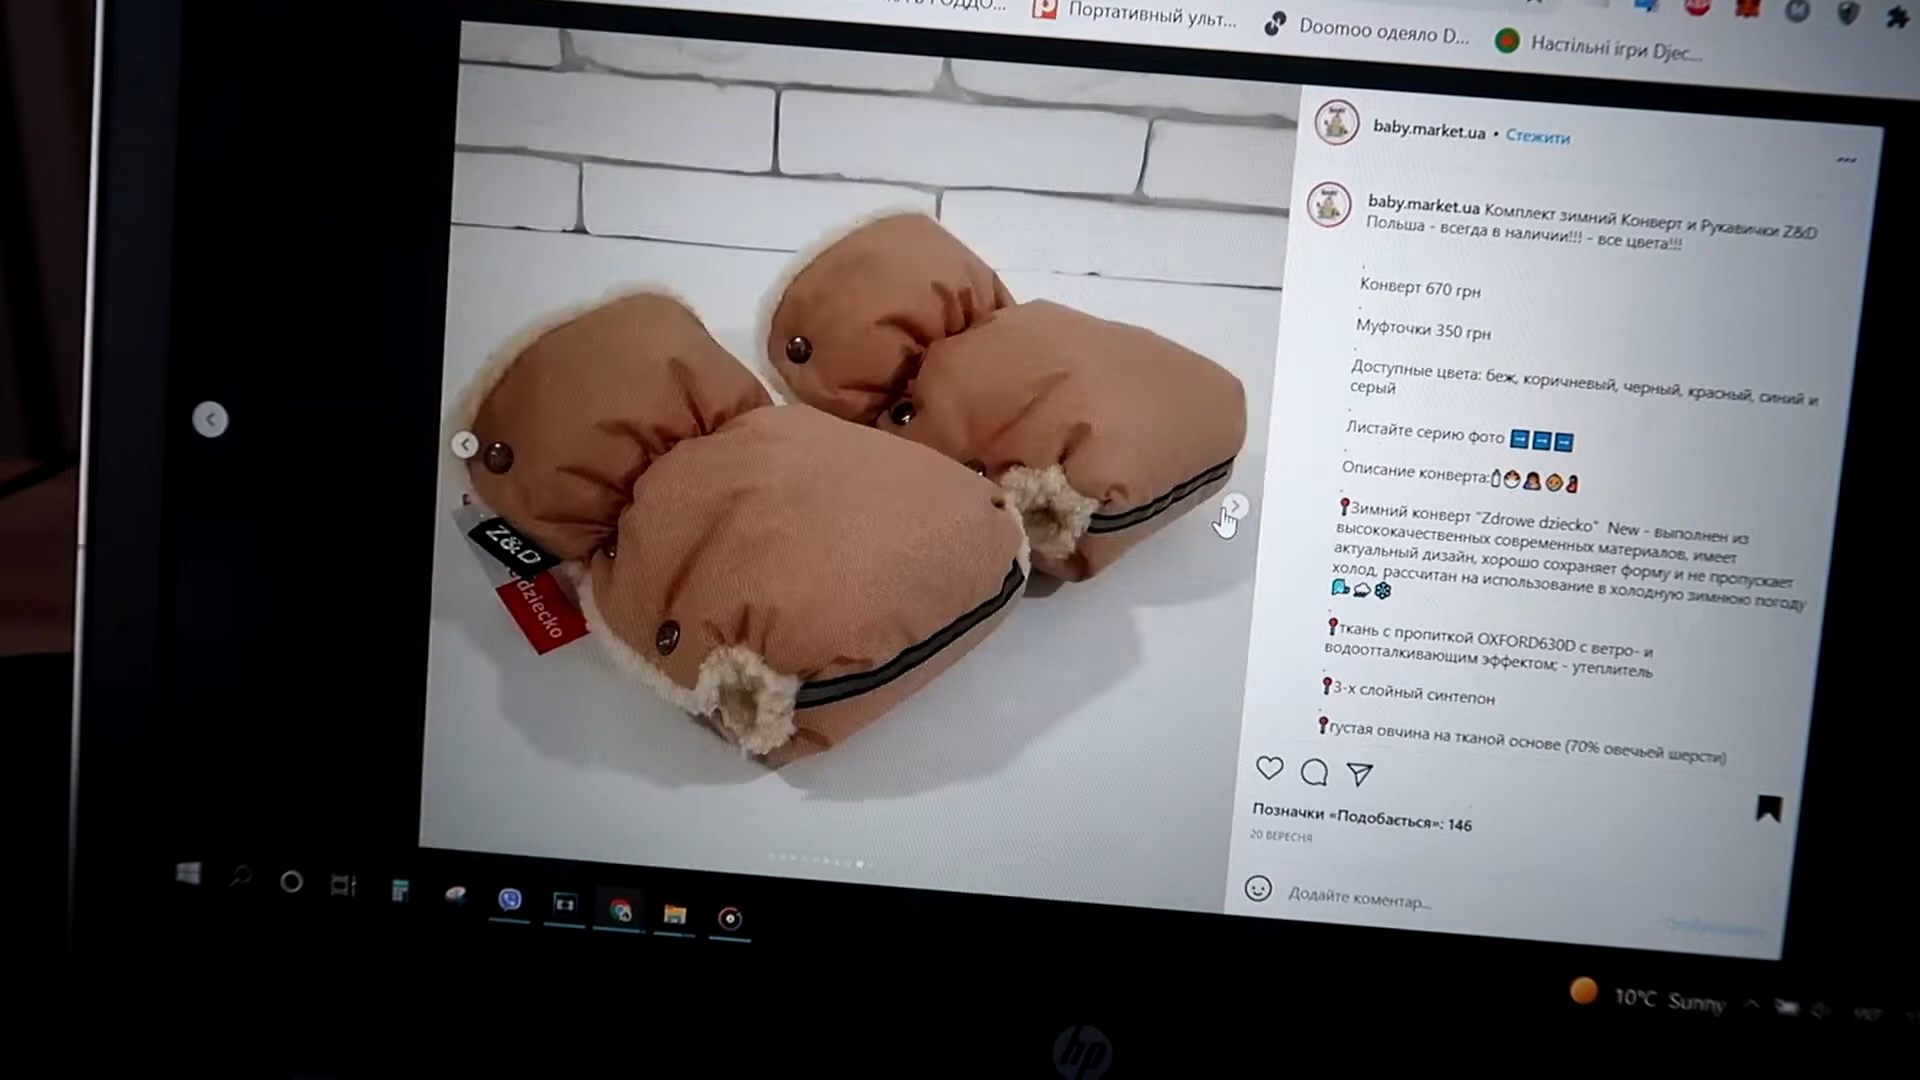 Портативный ульт...
Doomoo одеяло D...
Настільні ігри Djec...
baby.market.ua • Стежити
baby.market.ua Комплект зимний Конверт и Рукавички Z&D
Польша - всегда в наличии!!! - все цвета!!!
.
Конверт 670 грн
.
Муфточки 350 грн
.
Доступные цвета: беж, коричневый, черный, красный, синий и
серый
.
Листайте серию фото ➡➡➡
.
Описание конверта:
.
Зимний конверт "Zdrowe dziecko" New - выполнен из
высококачественных современных материалов, имеет
актуальный дизайн, хорошо сохраняет форму и не пропускает
холод, рассчитан на использование в холодную зимнюю погоду
.
ткань с пропиткой OXFORD630D с ветро- и
водоотталкивающим эффектом; - утеплитель
.
3-х слойный синтепон
.
густая овчина на тканой основе (70% овечьей шерсти)
Позначки «Подобається»: 146
20 ВЕРЕСНЯ
Додайте коментар...
Z&D
dziecko
10°C Sunny
hp